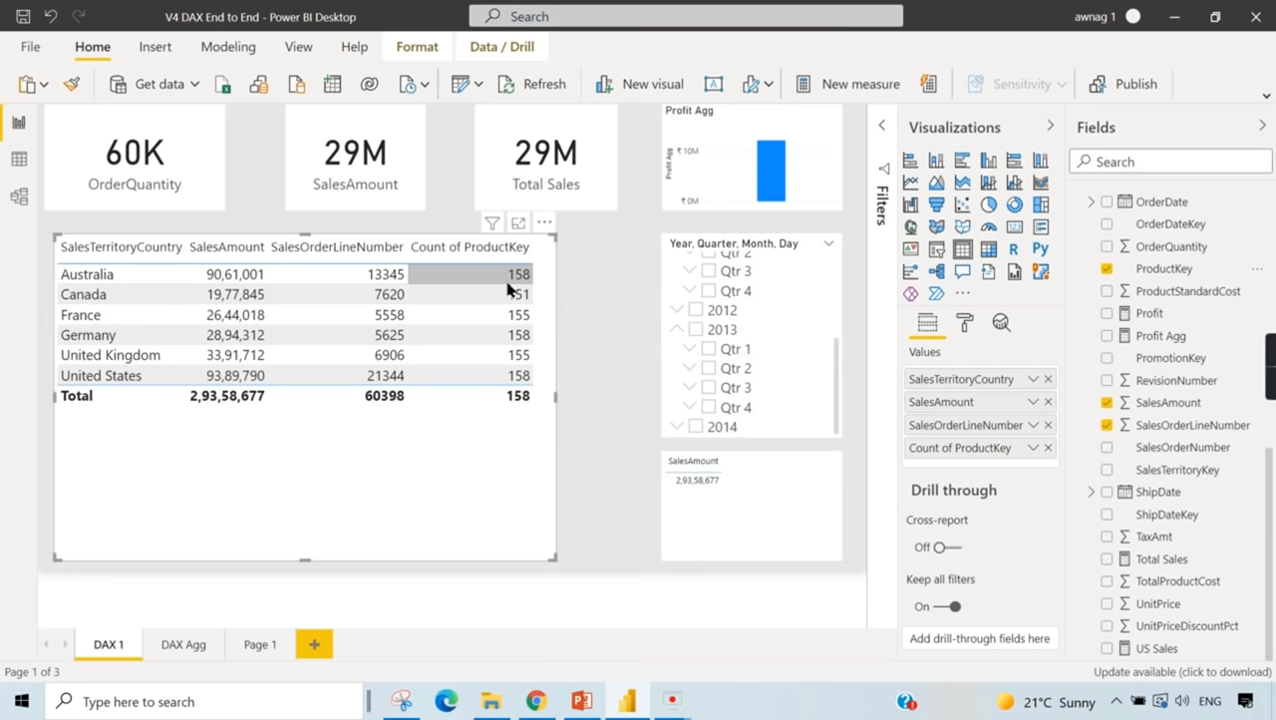 V4 DAX End to End - Power BI Desktop
Search
awnag 1
File Home Insert Modeling View Help Format Data / Drill
Get data Refresh New visual New measure Sensitivity Publish
60K
OrderQuantity
29M
SalesAmount
29M
Total Sales
Profit Agg
Profit Agg
₹ 10M
₹ 0M
SalesTerritoryCountry SalesAmount SalesOrderLineNumber Count of ProductKey
Australia 90,61,001 13345 158
Canada 19,77,845 7620 51
France 26,44,018 5558 155
Germany 28,94,312 5625 158
United Kingdom 33,91,712 6906 155
United States 93,89,790 21344 158
Total 2,93,58,677 60398 158
Year, Quarter, Month, Day
Qtr 2
Qtr 3
Qtr 4
2012
2013
Qtr 1
Qtr 2
Qtr 3
Qtr 4
2014
SalesAmount
2,93,58,677
Filters
Visualizations
R Py
Values
SalesTerritoryCountry
SalesAmount
SalesOrderLineNumber
Count of ProductKey
Drill through
Cross-report
Off
Keep all filters
On
Add drill-through fields here
Fields
Search
OrderDate
OrderDateKey
OrderQuantity
ProductKey
ProductStandardCost
Profit
Profit Agg
PromotionKey
RevisionNumber
SalesAmount
SalesOrderLineNumber
SalesOrderNumber
SalesTerritoryKey
ShipDate
ShipDateKey
TaxAmt
Total Sales
TotalProductCost
UnitPrice
UnitPriceDiscountPct
US Sales
DAX 1 DAX Agg Page 1
Page 1 of 3
Update available (click to download)
Type here to search
21°C Sunny
ENG